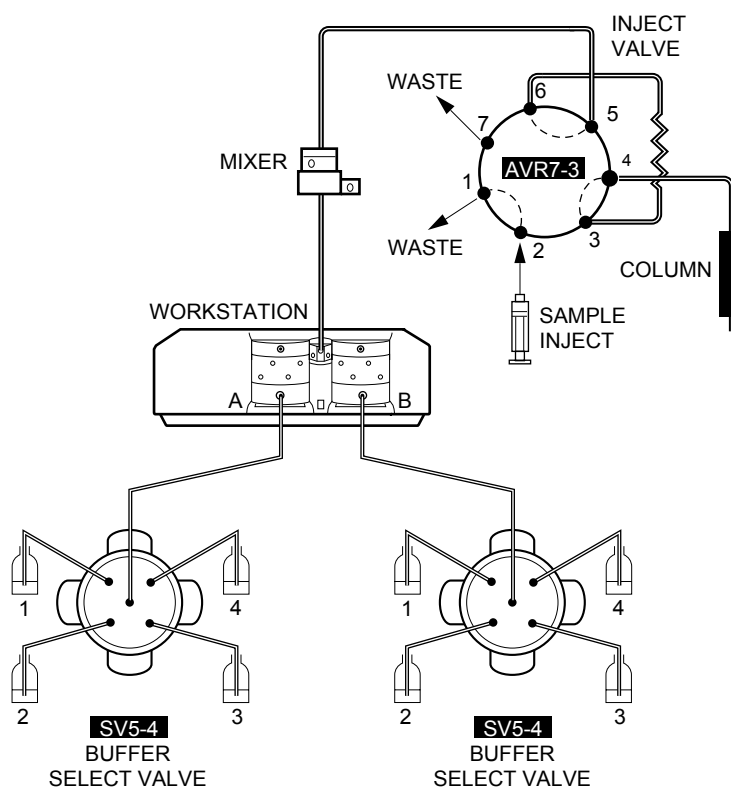 INJECT
VALVE
WASTE
6
5
7
MIXER
AVR7-3
4
1
WASTE
2
3
COLUMN
WORKSTATION
SAMPLE
INJECT
A
B
1
4
1
4
2
3
2
3
SV5-4
BUFFER
SELECT VALVE
SV5-4
BUFFER
SELECT VALVE